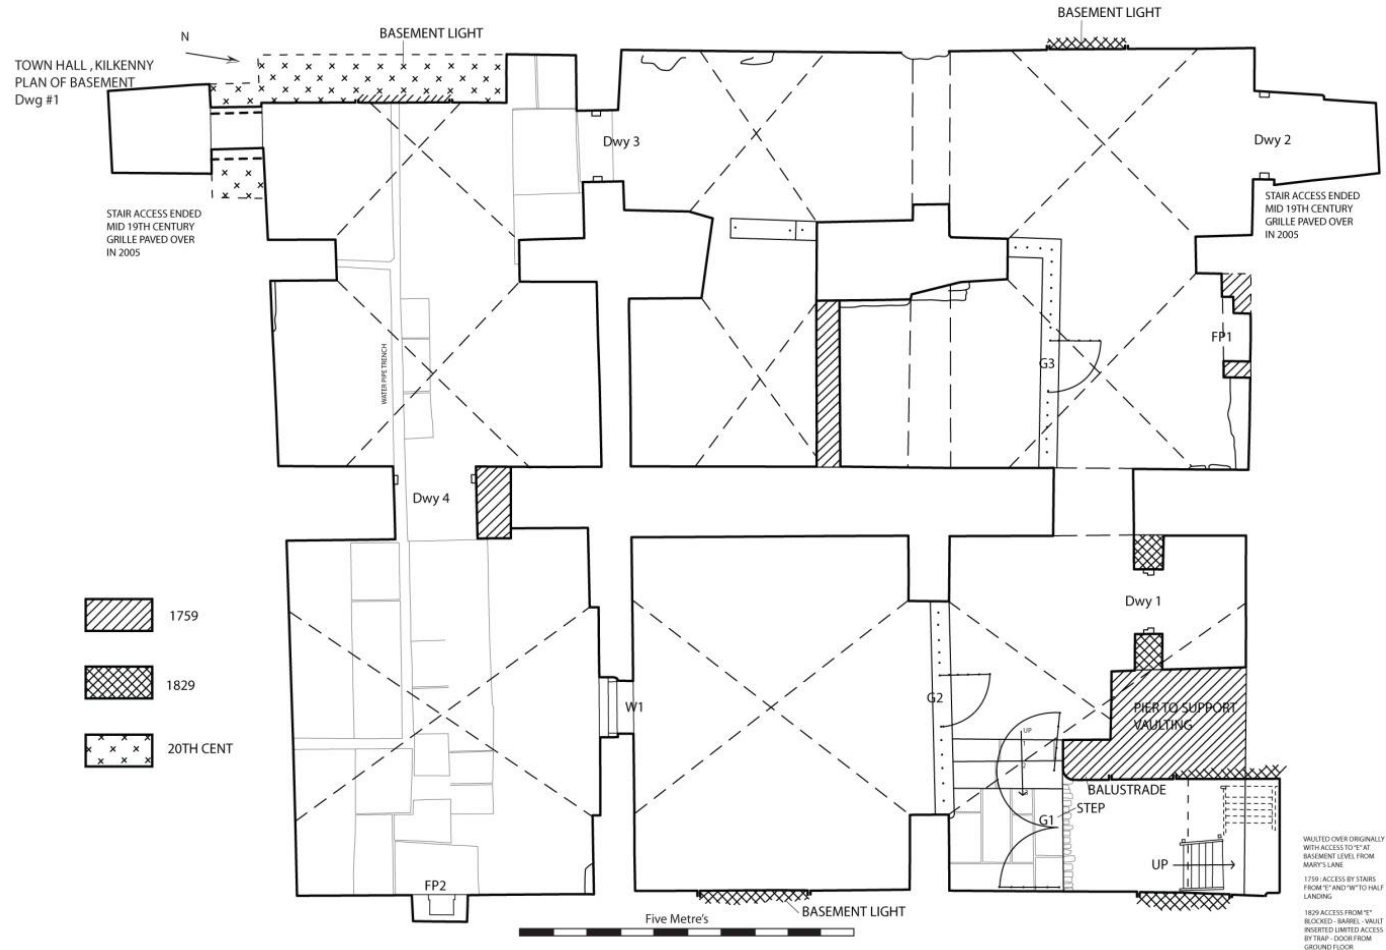 BASEMENT LIGHT
N
BASEMENT LIGHT
TOWN HALL , KILKENNY
PLAN OF BASEMENT
Dwg #1
Dwy 3
Dwy 2
STAIR ACCESS ENDED
MID 19TH CENTURY
GRILLE PAVED OVER
IN 2005
STAIR ACCESS ENDED
MID 19TH CENTURY
GRILLE PAVED OVER
IN 2005
FP1
G3
WATER PIPE TRENCH
Dwy 4
1759
1829
20TH CENT
Dwy 1
W1
G2
PIER TO SUPPORT
VAULTING
UP
BALUSTRADE
STEP
G1
UP
FP2
BASEMENT LIGHT
Five Metre's
VAULTED OVER ORIGINALLY
WITH ACCESS TO "E" AT
BASEMENT LEVEL FROM
MARY'S LANE
1759 : ACCESS BY STAIRS
FROM "E" AND "W" TO HALF
LANDING
1829 ACCESS FROM "E"
BLOCKED - BARREL - VAULT
INSERTED LIMITED ACCESS
BY TRAP - DOOR FROM
GROUND FLOOR